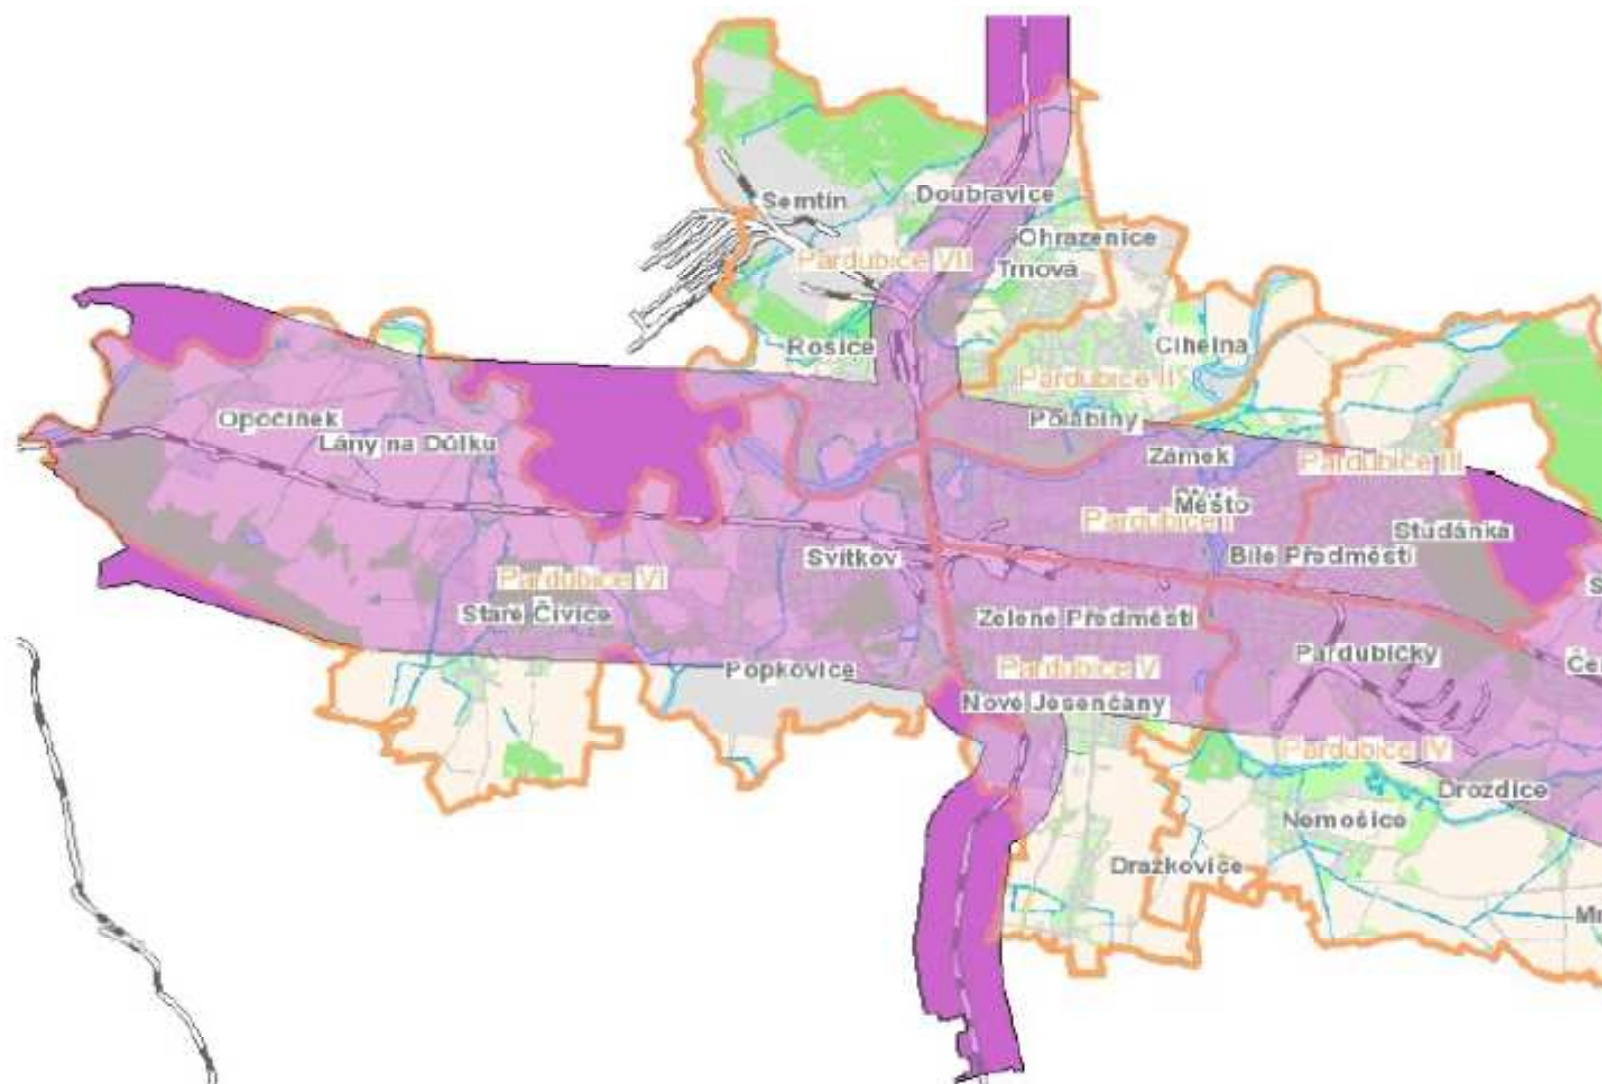 Semtín
Doubravice
Ohrazenice
Pardubice VII
Trnová
Rosice
Cihelna
Pardubice II
Opočínek
Polabiny
Lány na Důlku
Zámek
Pardubice III
Město
Pardubice I
Studánka
Svítkov
Bílé Předměstí
Pardubice VI
Staré Čívice
Zelené Předměstí
Popkovice
Pardubice V
Pardubičky
Nové Jesenčany
Pardubice IV
Drozdice
Nemošice
Dražkovice